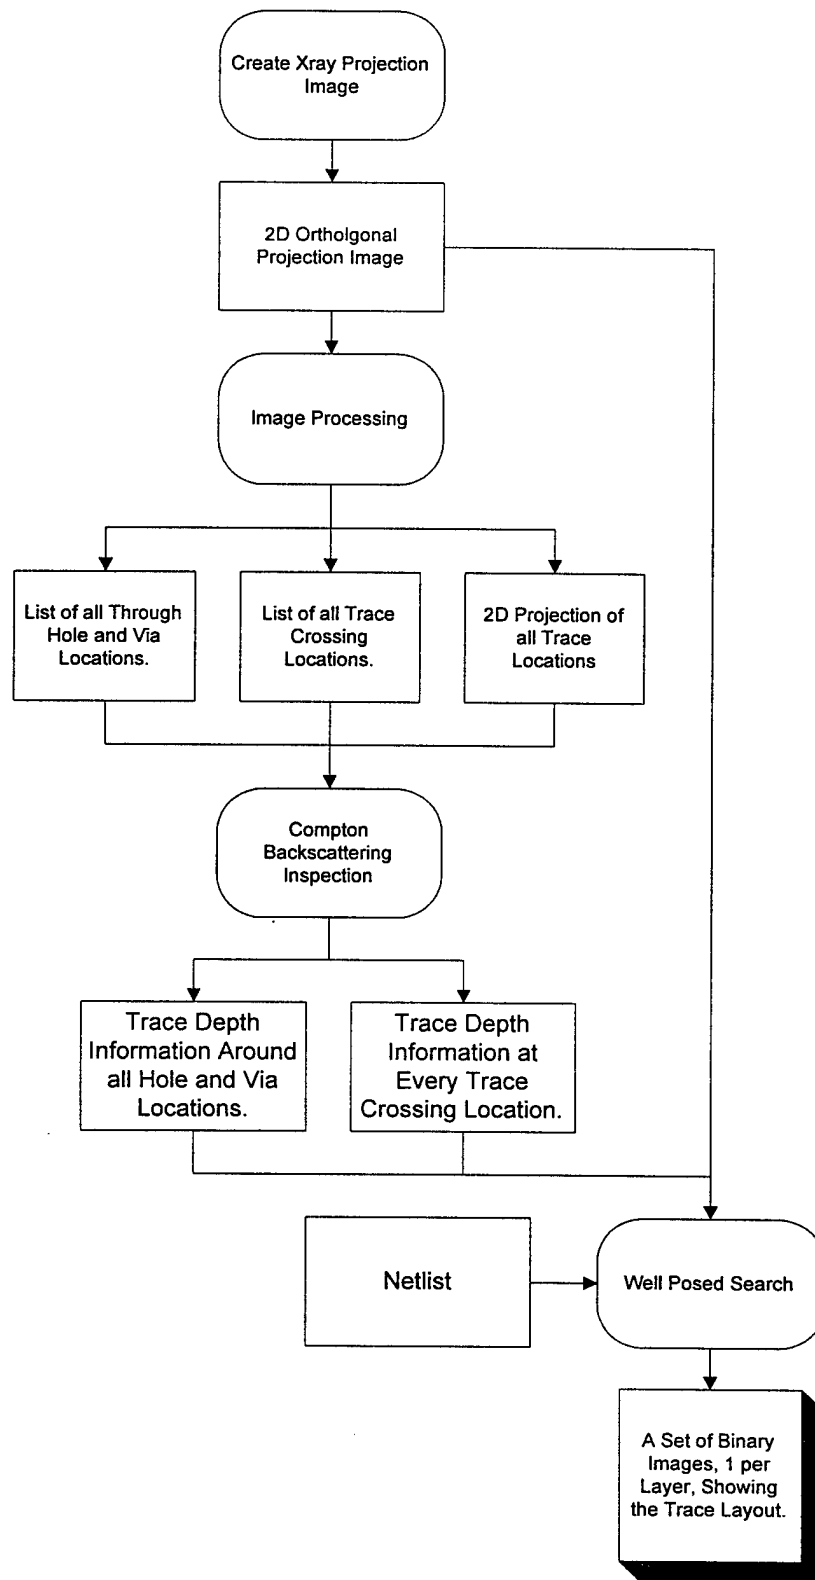 Create Xray Projection
Image
2D Ortholgonal
Projection Image
Image Processing
List of all Through
Hole and Via
Locations.
List of all Trace
Crossing
Locations.
2D Projection of
all Trace
Locations
Compton
Backscattering
Inspection
Trace Depth
Information Around
all Hole and Via
Locations.
Trace Depth
Information at
Every Trace
Crossing Location.
Netlist
Well Posed Search
A Set of Binary
Images, 1 per
Layer, Showing
the Trace Layout.